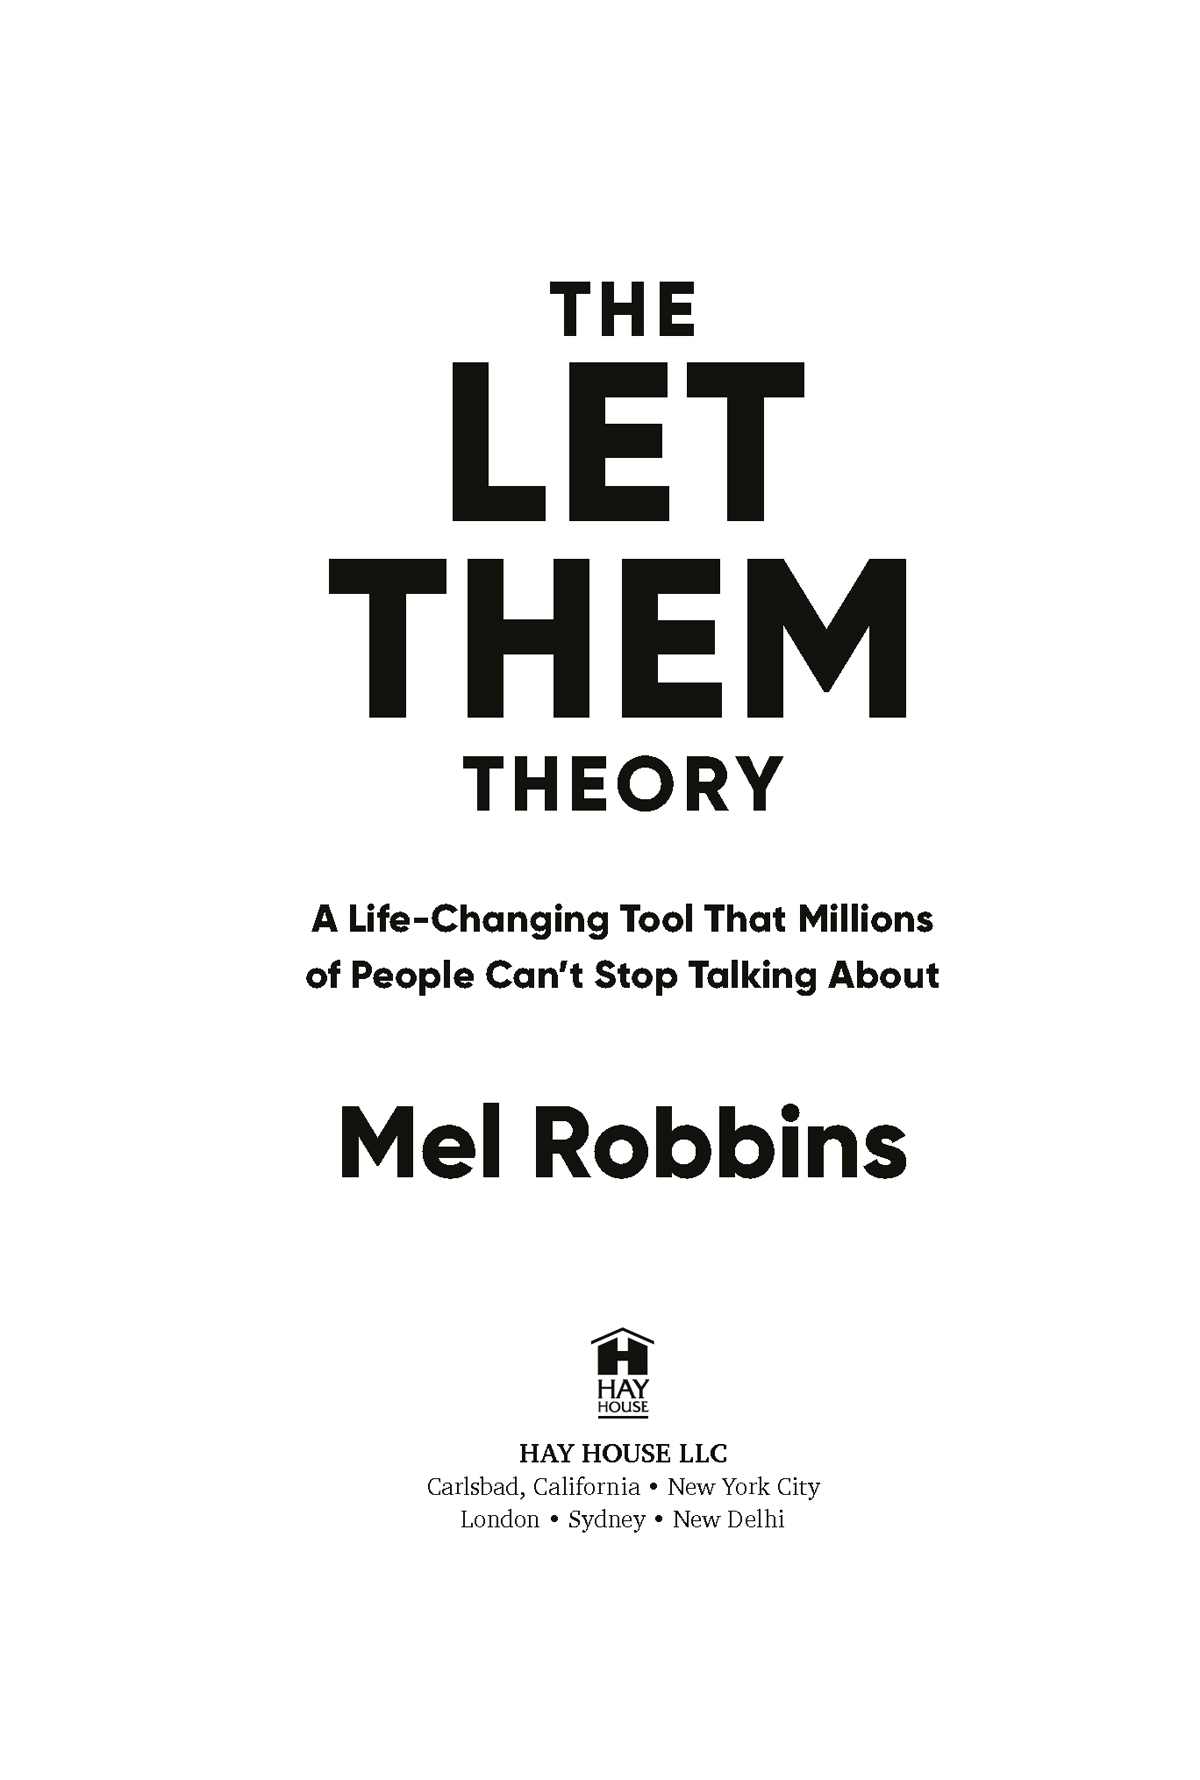 THE
LET
THEM
THEORY
A Life-Changing Tool That Millions
of People Can’t Stop Talking About
Mel Robbins
HAY
HOUSE
HAY HOUSE LLC
Carlsbad, California • New York City
London • Sydney • New Delhi